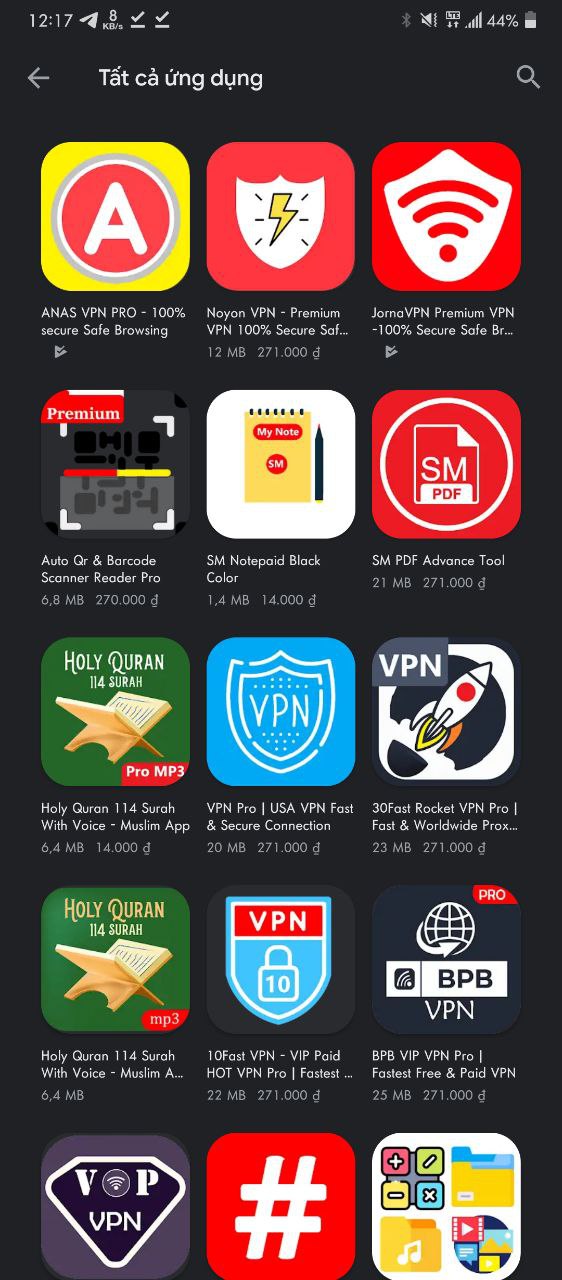 12:17 8 KB/s LTE 44%
Tất cả ứng dụng
A
ANAS VPN PRO - 100%
secure Safe Browsing
Noyon VPN - Premium
VPN 100% Secure Saf...
12 MB 271.000 ₫
JornaVPN Premium VPN
-100% Secure Safe Br...
Premium
Auto Qr & Barcode
Scanner Reader Pro
6,8 MB 270.000 ₫
My Note
SM
SM Notepaid Black
Color
1,4 MB 14.000 ₫
SM
PDF
SM PDF Advance Tool
21 MB 271.000 ₫
HOLY QURAN
114 SURAH
Pro MP3
Holy Quran 114 Surah
With Voice - Muslim App
6,4 MB 14.000 ₫
VPN
VPN Pro | USA VPN Fast
& Secure Connection
20 MB 271.000 ₫
VPN
30Fast Rocket VPN Pro |
Fast & Worldwide Prox...
23 MB 271.000 ₫
HOLY QURAN
114 SURAH
mp3
Holy Quran 114 Surah
With Voice - Muslim A...
6,4 MB
VPN
10
10Fast VPN - VIP Paid
HOT VPN Pro | Fastest ...
22 MB 271.000 ₫
PRO
BPB
VPN
BPB VIP VPN Pro |
Fastest Free & Paid VPN
25 MB 271.000 ₫
V P
VPN
#